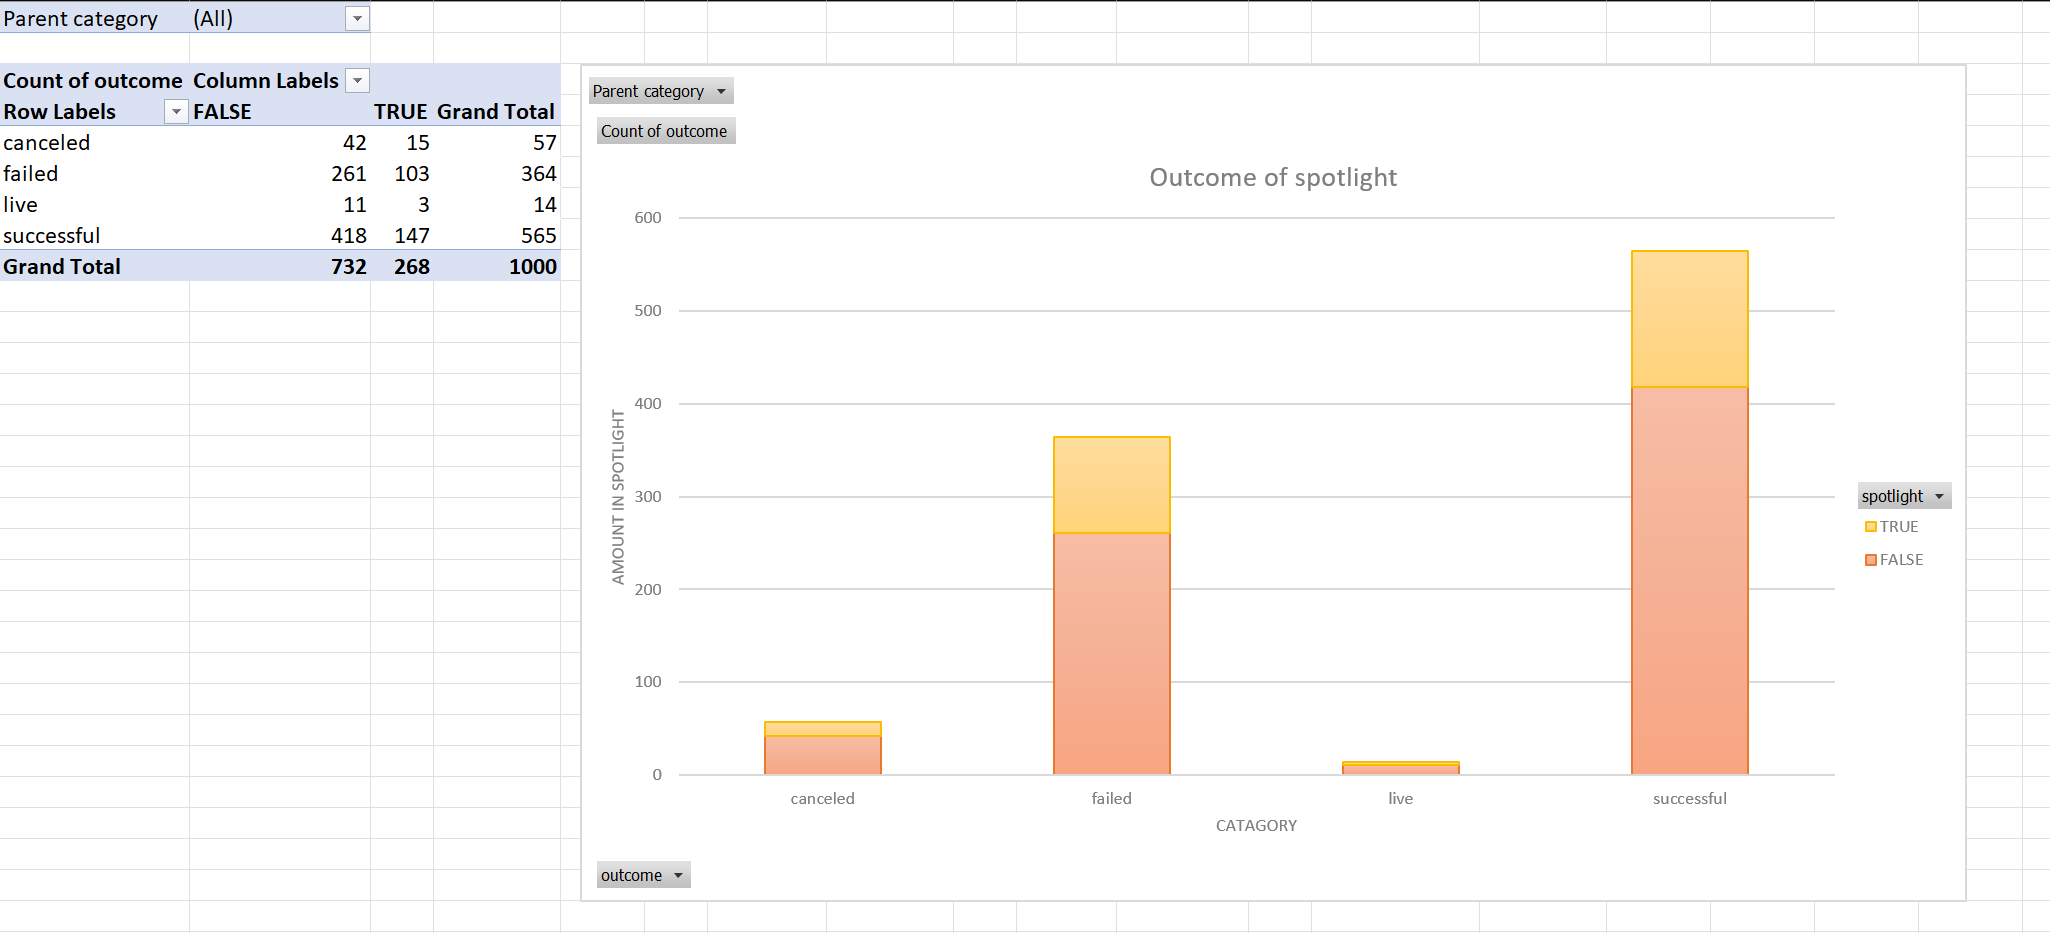 Parent category (All)
Count of outcome Column Labels
Row Labels FALSE TRUE Grand Total
canceled 42 15 57
failed 261 103 364
live 11 3 14
successful 418 147 565
Grand Total 732 268 1000
Parent category
Count of outcome
Outcome of spotlight
600
500
400
300
200
100
0
AMOUNT IN SPOTLIGHT
canceled failed live successful
CATAGORY
spotlight
TRUE
FALSE
outcome